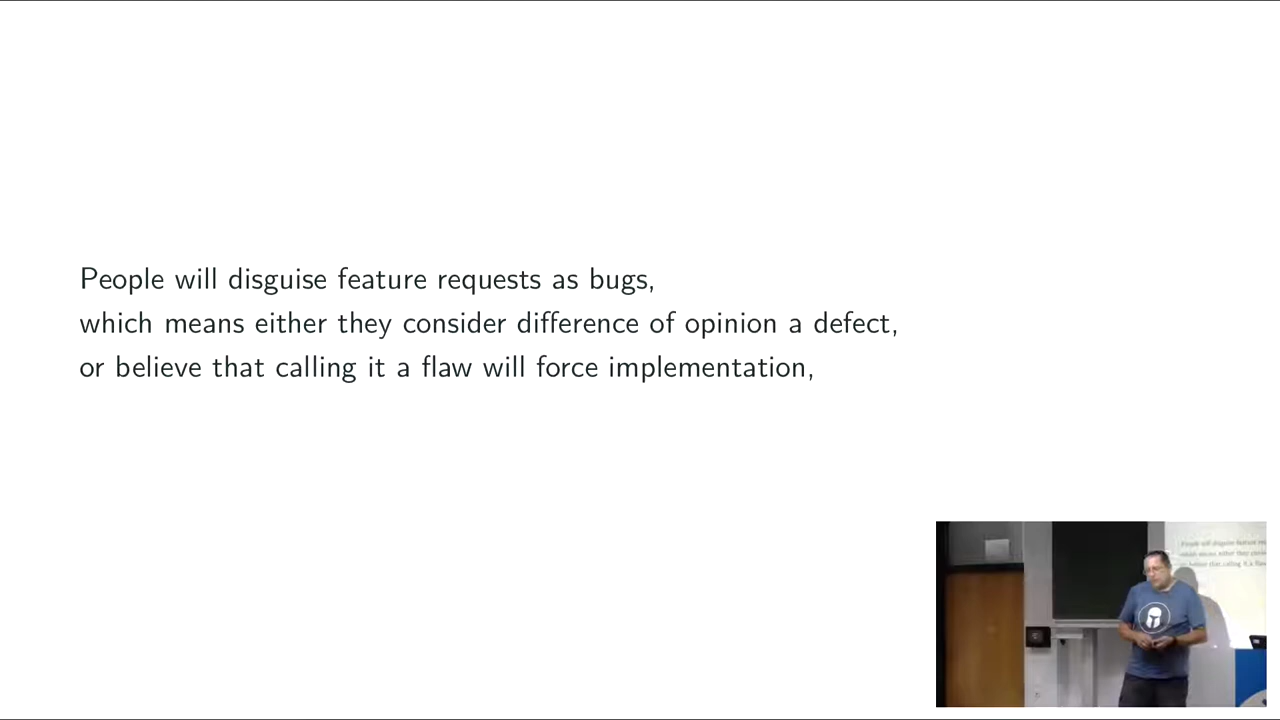 People will disguise feature requests as bugs,
which means either they consider difference of opinion a defect,
or believe that calling it a flaw will force implementation,